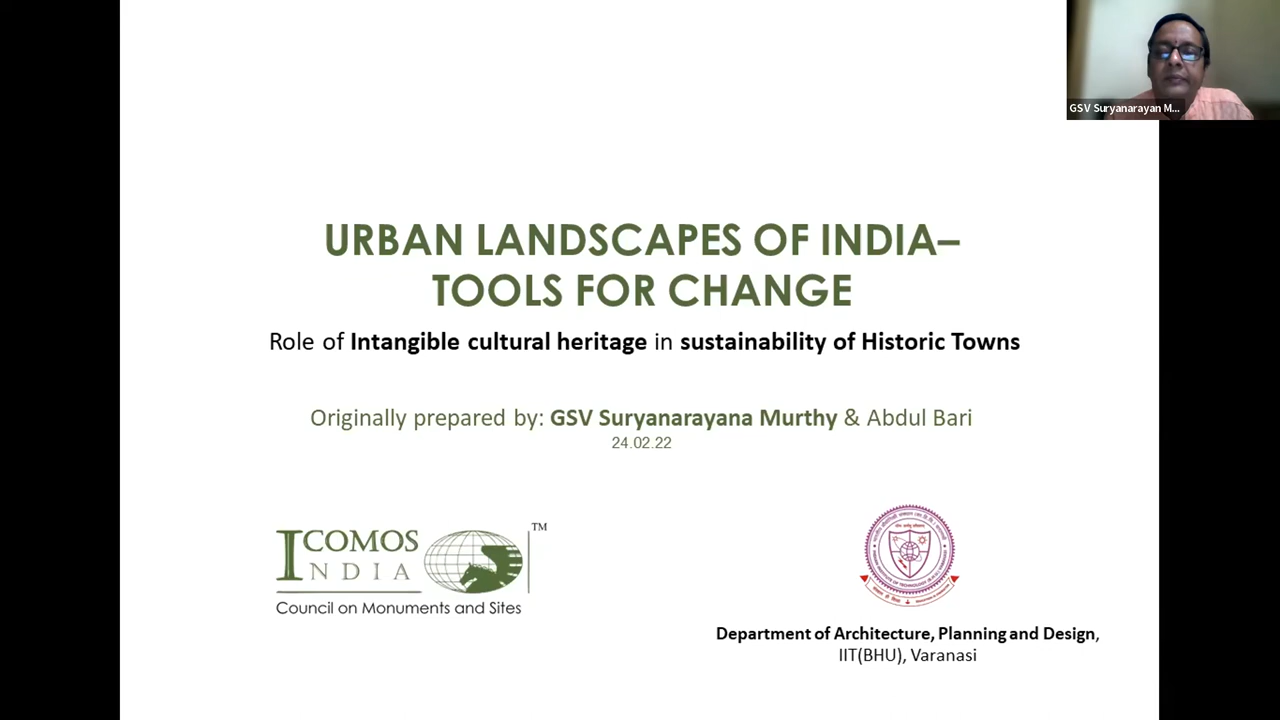 GSV Suryanarayan M...
URBAN LANDSCAPES OF INDIA–
TOOLS FOR CHANGE
Role of Intangible cultural heritage in sustainability of Historic Towns
Originally prepared by: GSV Suryanarayana Murthy & Abdul Bari
24.02.22
ICOMOS
INDIA
TM
Council on Monuments and Sites
Department of Architecture, Planning and Design,
IIT(BHU), Varanasi